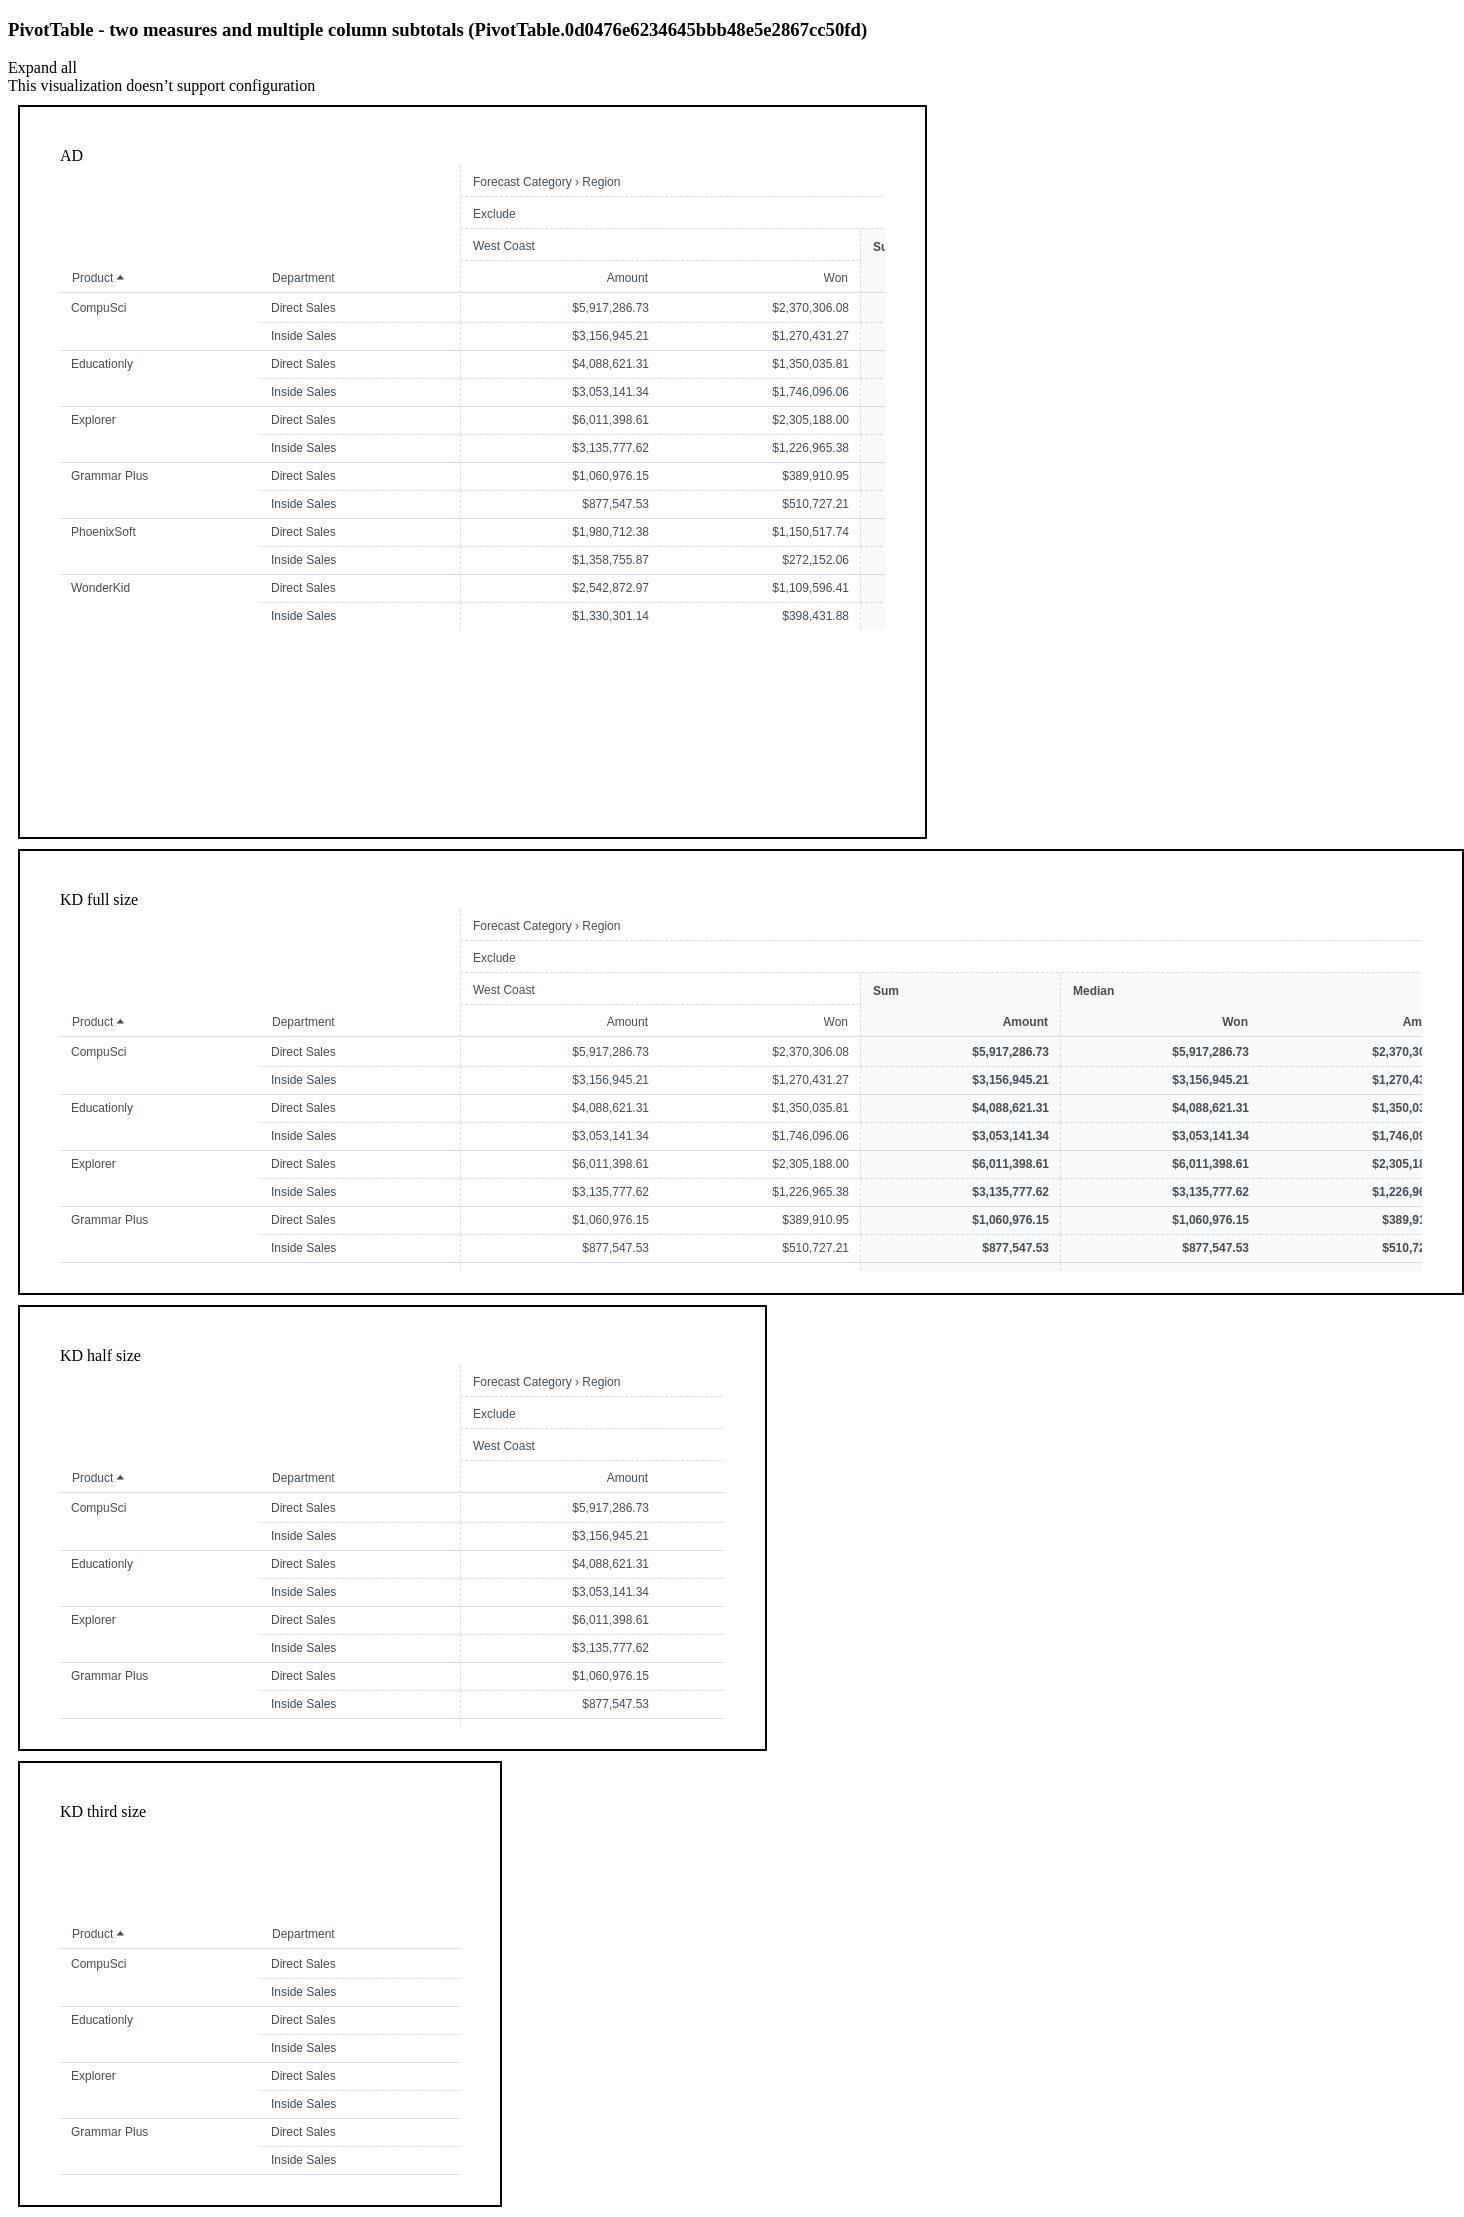 PivotTable - two measures and multiple column subtotals (PivotTable.0d0476e6234645bbb48e5e2867cc50fd)
Expand all
This visualization doesn’t support configuration
AD
Forecast Category › Region
Exclude
West Coast Su
Product Department Amount Won
CompuSci Direct Sales $5,917,286.73 $2,370,306.08
Inside Sales $3,156,945.21 $1,270,431.27
Educationly Direct Sales $4,088,621.31 $1,350,035.81
Inside Sales $3,053,141.34 $1,746,096.06
Explorer Direct Sales $6,011,398.61 $2,305,188.00
Inside Sales $3,135,777.62 $1,226,965.38
Grammar Plus Direct Sales $1,060,976.15 $389,910.95
Inside Sales $877,547.53 $510,727.21
PhoenixSoft Direct Sales $1,980,712.38 $1,150,517.74
Inside Sales $1,358,755.87 $272,152.06
WonderKid Direct Sales $2,542,872.97 $1,109,596.41
Inside Sales $1,330,301.14 $398,431.88
KD full size
Forecast Category › Region
Exclude
West Coast Sum Median
Product Department Amount Won Amount Won Am
CompuSci Direct Sales $5,917,286.73 $2,370,306.08 $5,917,286.73 $5,917,286.73 $2,370,30
Inside Sales $3,156,945.21 $1,270,431.27 $3,156,945.21 $3,156,945.21 $1,270,43
Educationly Direct Sales $4,088,621.31 $1,350,035.81 $4,088,621.31 $4,088,621.31 $1,350,03
Inside Sales $3,053,141.34 $1,746,096.06 $3,053,141.34 $3,053,141.34 $1,746,09
Explorer Direct Sales $6,011,398.61 $2,305,188.00 $6,011,398.61 $6,011,398.61 $2,305,18
Inside Sales $3,135,777.62 $1,226,965.38 $3,135,777.62 $3,135,777.62 $1,226,96
Grammar Plus Direct Sales $1,060,976.15 $389,910.95 $1,060,976.15 $1,060,976.15 $389,91
Inside Sales $877,547.53 $510,727.21 $877,547.53 $877,547.53 $510,72
KD half size
Forecast Category › Region
Exclude
West Coast
Product Department Amount
CompuSci Direct Sales $5,917,286.73
Inside Sales $3,156,945.21
Educationly Direct Sales $4,088,621.31
Inside Sales $3,053,141.34
Explorer Direct Sales $6,011,398.61
Inside Sales $3,135,777.62
Grammar Plus Direct Sales $1,060,976.15
Inside Sales $877,547.53
KD third size
Product Department
CompuSci Direct Sales
Inside Sales
Educationly Direct Sales
Inside Sales
Explorer Direct Sales
Inside Sales
Grammar Plus Direct Sales
Inside Sales